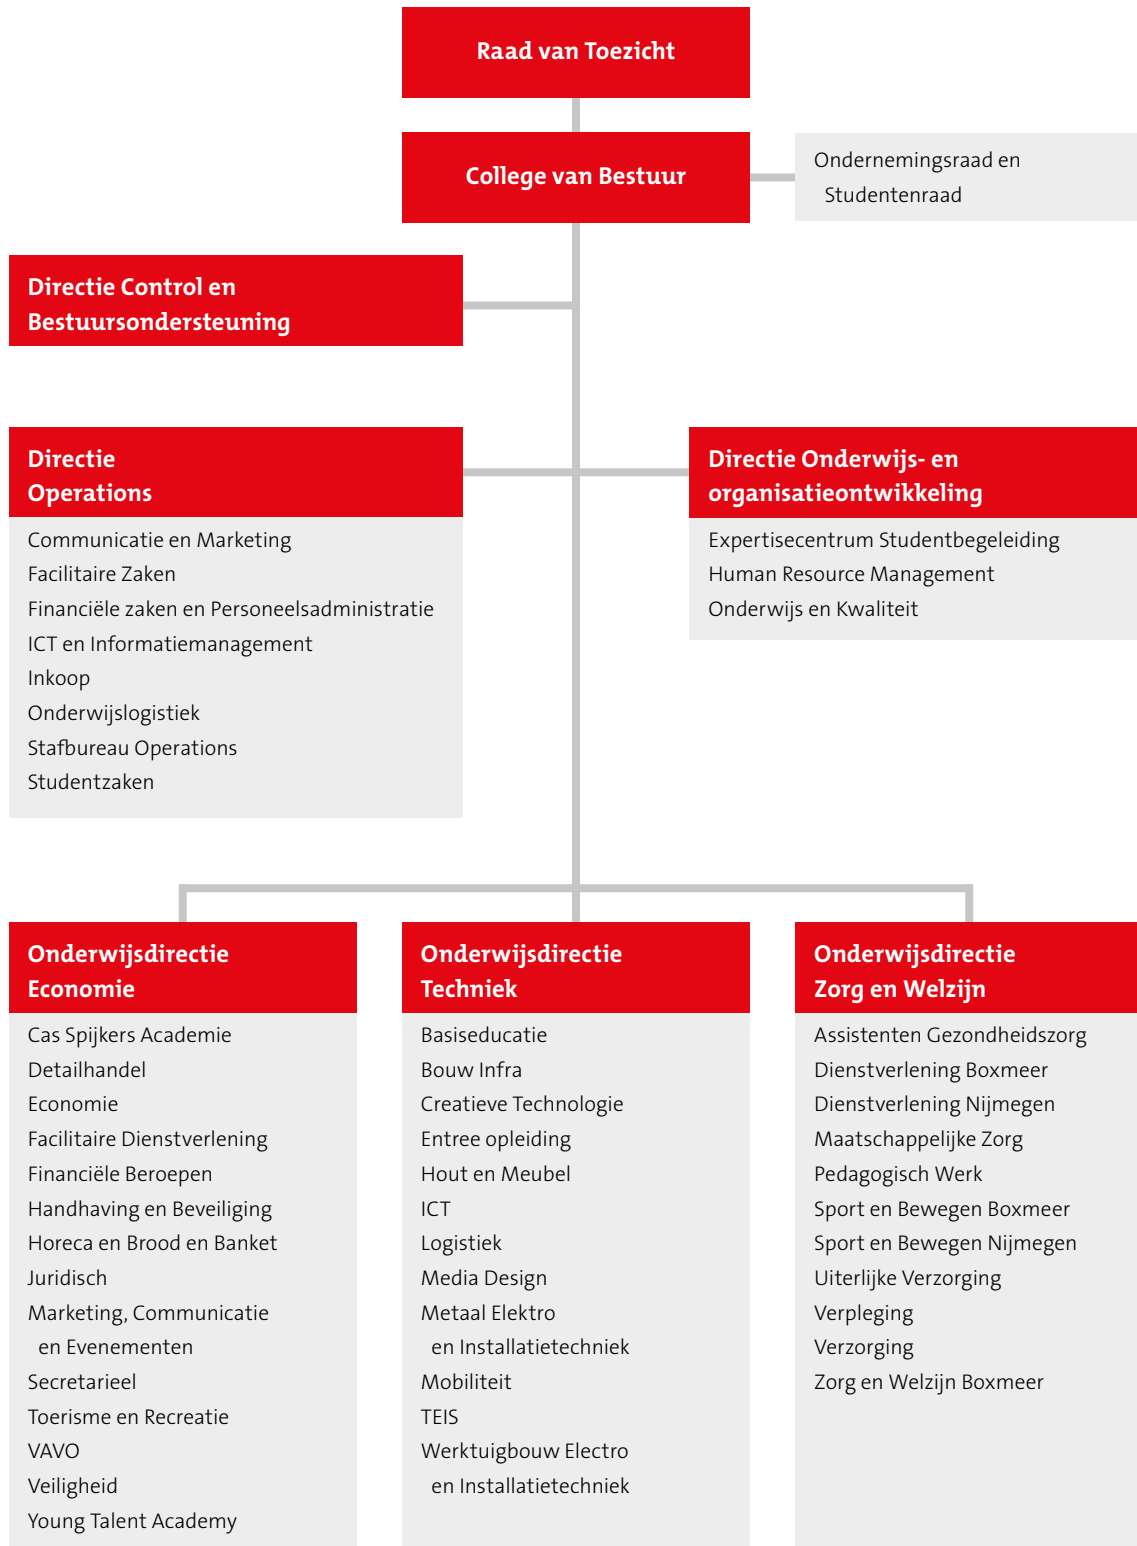 Raad van Toezicht
College van Bestuur
Ondernemingsraad en
Studentenraad
Directie Control en
Bestuursondersteuning
Directie
Operations
Communicatie en Marketing
Facilitaire Zaken
Financiële zaken en Personeelsadministratie
ICT en Informatiemanagement
Inkoop
Onderwijslogistiek
Stafbureau Operations
Studentzaken
Directie Onderwijs- en
organisatieontwikkeling
Expertisecentrum Studentbegeleiding
Human Resource Management
Onderwijs en Kwaliteit
Onderwijsdirectie
Economie
Cas Spijkers Academie
Detailhandel
Economie
Facilitaire Dienstverlening
Financiële Beroepen
Handhaving en Beveiliging
Horeca en Brood en Banket
Juridisch
Marketing, Communicatie
en Evenementen
Secretarieel
Toerisme en Recreatie
VAVO
Veiligheid
Young Talent Academy
Onderwijsdirectie
Techniek
Basiseducatie
Bouw Infra
Creatieve Technologie
Entree opleiding
Hout en Meubel
ICT
Logistiek
Media Design
Metaal Elektro
en Installatietechniek
Mobiliteit
TEIS
Werktuigbouw Electro
en Installatietechniek
Onderwijsdirectie
Zorg en Welzijn
Assistenten Gezondheidszorg
Dienstverlening Boxmeer
Dienstverlening Nijmegen
Maatschappelijke Zorg
Pedagogisch Werk
Sport en Bewegen Boxmeer
Sport en Bewegen Nijmegen
Uiterlijke Verzorging
Verpleging
Verzorging
Zorg en Welzijn Boxmeer